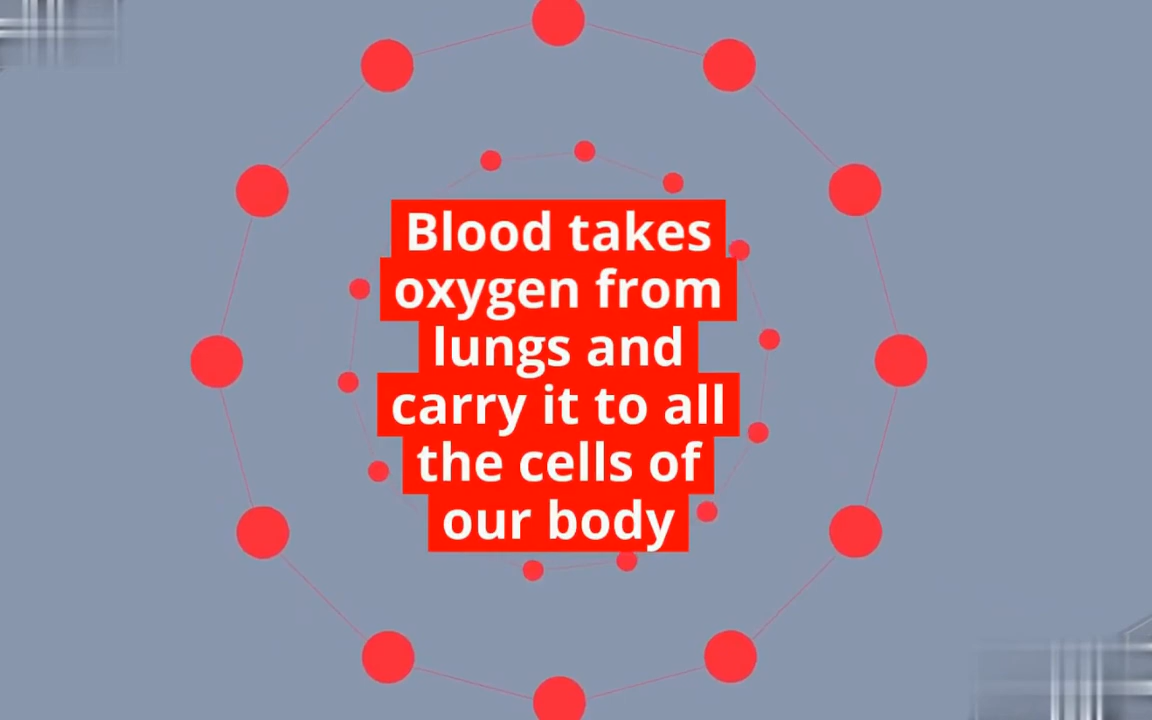 Blood takes
oxygen from
lungs and
carry it to all
the cells of
our body